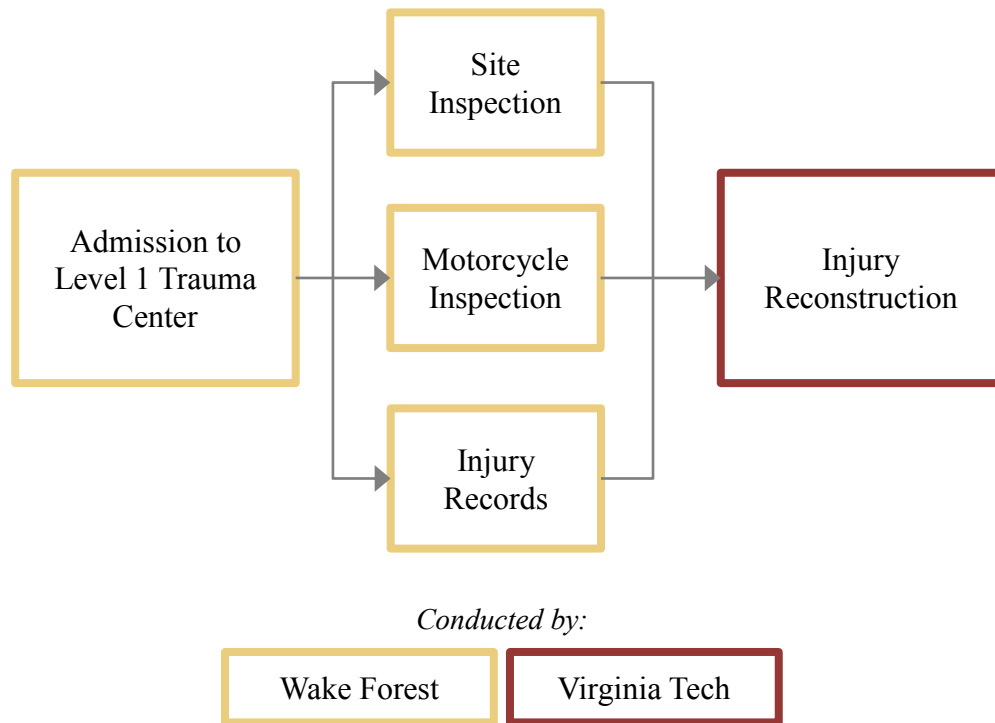 Site
Inspection
Admission to
Level 1 Trauma
Center
Motorcycle
Inspection
Injury
Reconstruction
Injury
Records
Conducted by:
Wake Forest
Virginia Tech